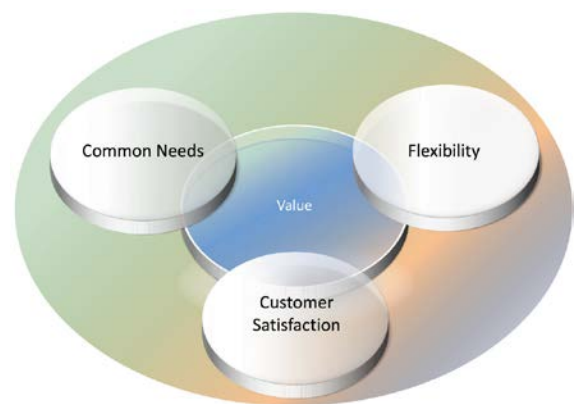 Common Needs
Flexibility
Value
Customer
Satisfaction